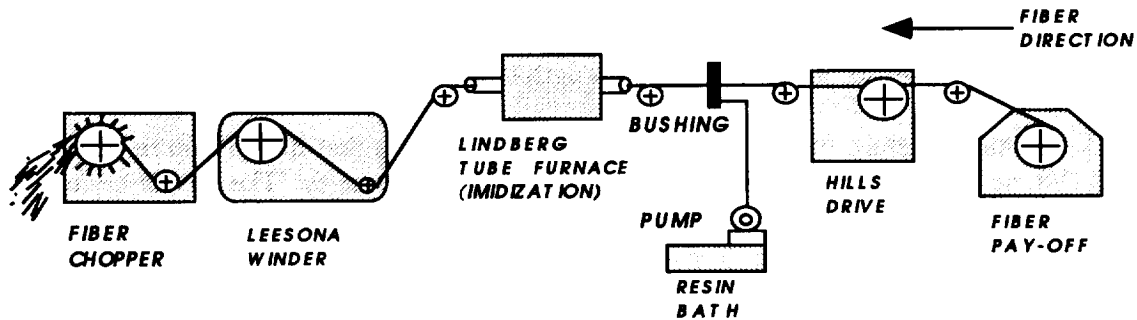 FIBER
DIRECTION
BUSHING
LINDBERG
TUBE FURNACE
(IMIDIZATION)
HILLS
DRIVE
PUMP
FIBER
CHOPPER
LEESONA
WINDER
FIBER
PAY-OFF
RESIN
BATH